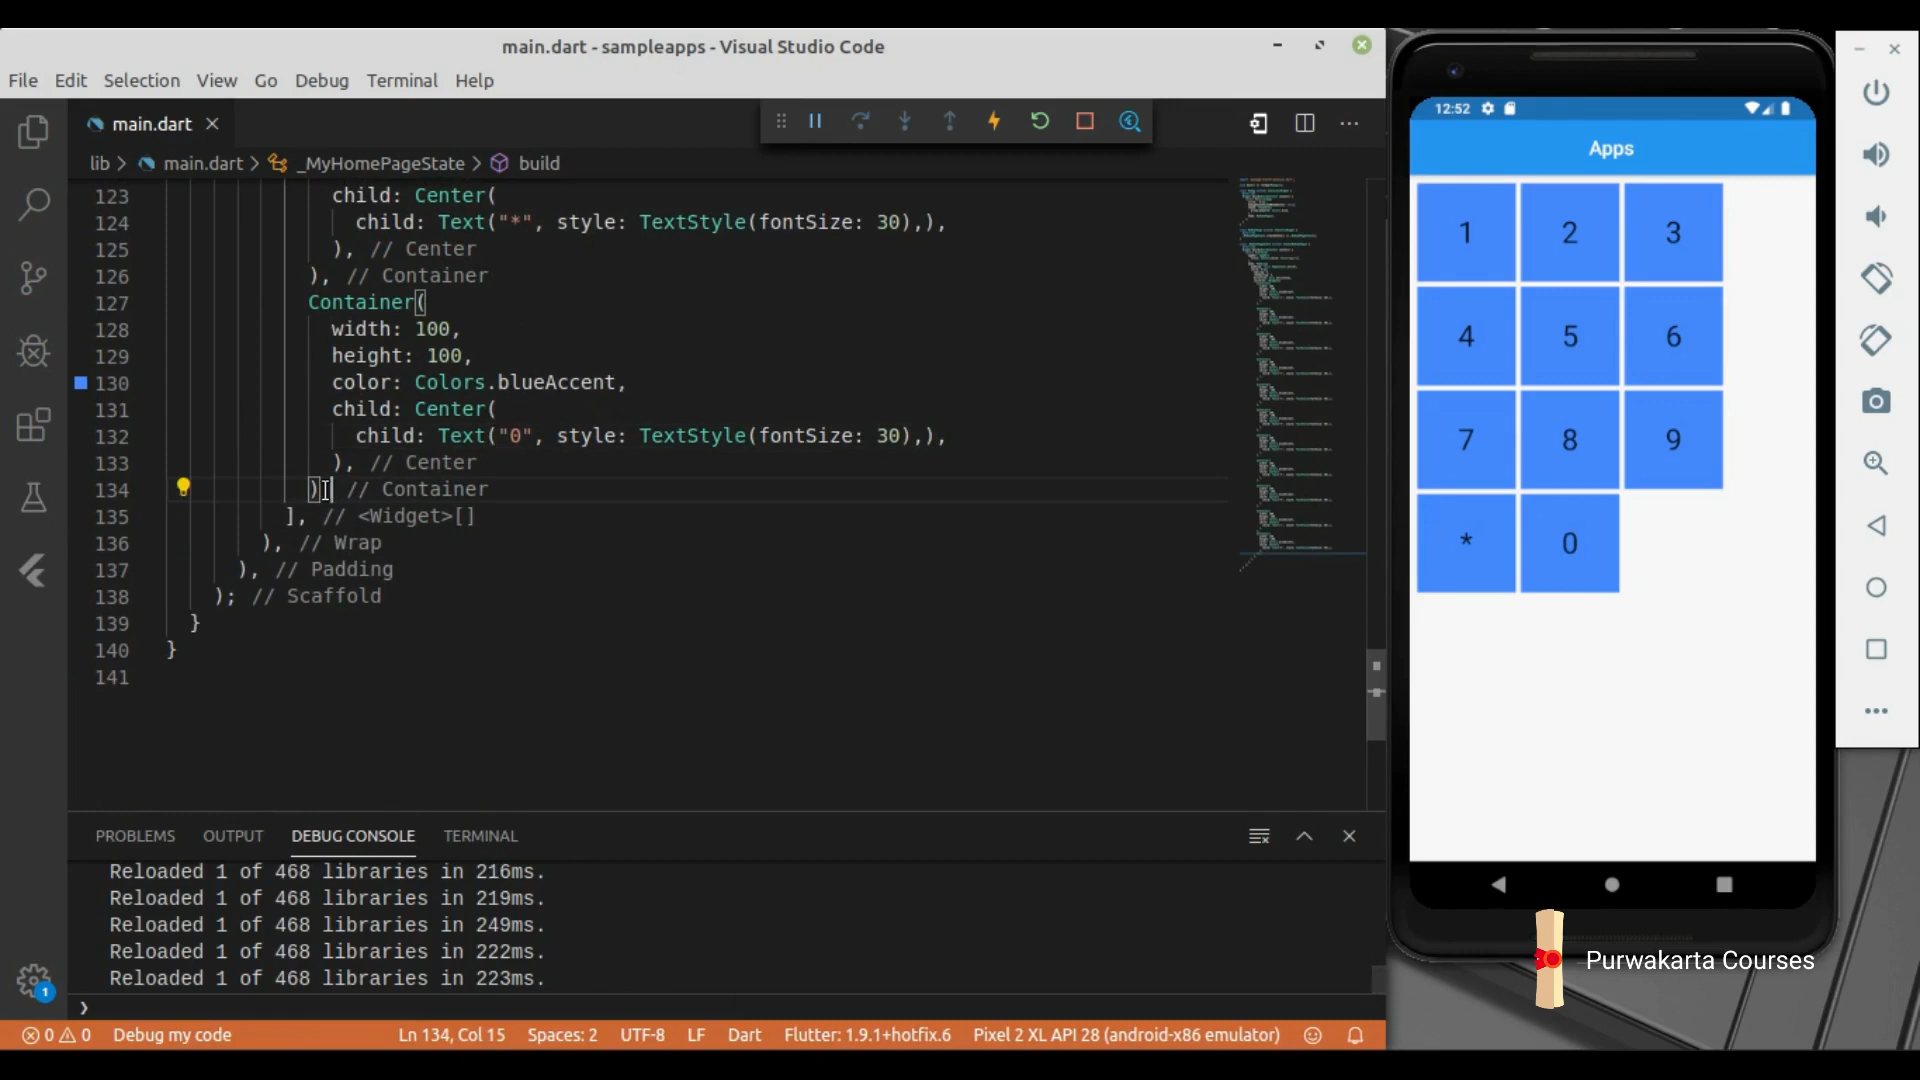 main.dart - sampleapps - Visual Studio Code
File Edit Selection View Go Debug Terminal Help
main.dart
lib > main.dart > _MyHomePageState > build
123 child: Center(
124 child: Text("*", style: TextStyle(fontSize: 30),),
125 ), // Center
126 ), // Container
127 Container(
128 width: 100,
129 height: 100,
130 color: Colors.blueAccent,
131 child: Center(
132 child: Text("0", style: TextStyle(fontSize: 30),),
133 ), // Center
134 ) // Container
135 ], // <Widget>[]
136 ), // Wrap
137 ), // Padding
138 ); // Scaffold
139 }
140 }
141
PROBLEMS OUTPUT DEBUG CONSOLE TERMINAL
Reloaded 1 of 468 libraries in 216ms.
Reloaded 1 of 468 libraries in 219ms.
Reloaded 1 of 468 libraries in 249ms.
Reloaded 1 of 468 libraries in 222ms.
Reloaded 1 of 468 libraries in 223ms.
1
0 0 Debug my code Ln 134, Col 15 Spaces: 2 UTF-8 LF Dart Flutter: 1.9.1+hotfix.6 Pixel 2 XL API 28 (android-x86 emulator)
12:52
Apps
1 2 3
4 5 6
7 8 9
* 0
Purwakarta Courses